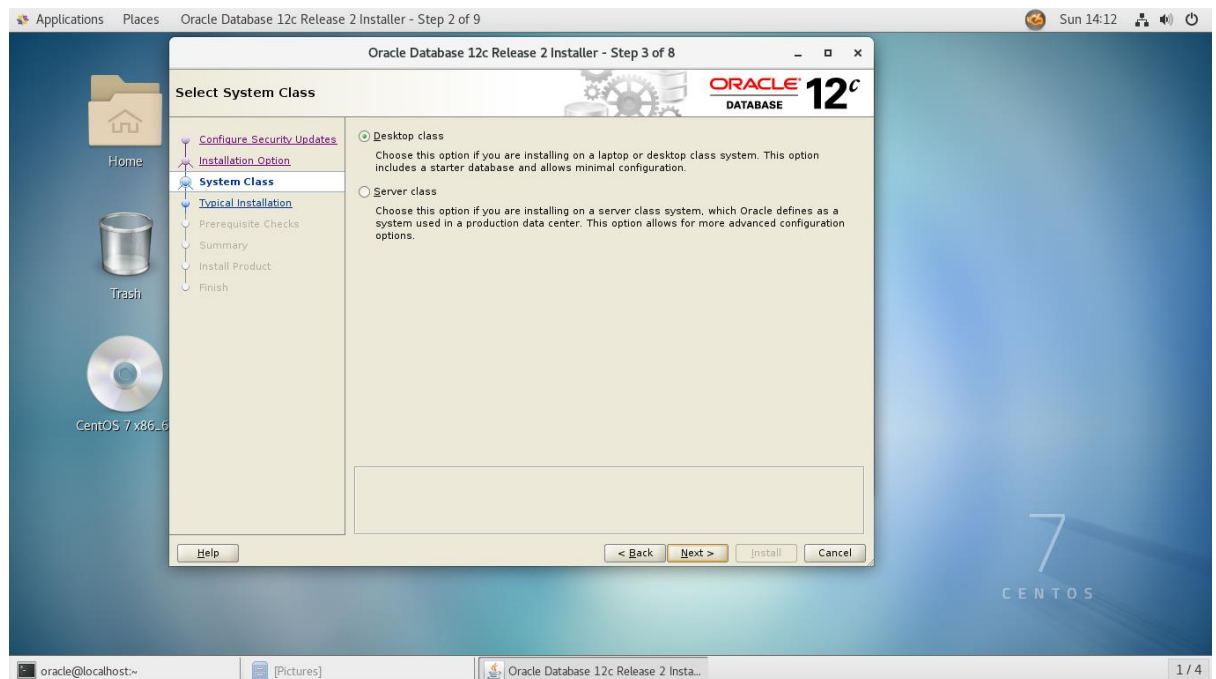 Applications Places Oracle Database 12c Release 2 Installer - Step 2 of 9 Sun 14:12
Oracle Database 12c Release 2 Installer - Step 3 of 8
Select System Class
ORACLE DATABASE 12c
Home
Trash
CentOS 7 x86_6
Configure Security Updates
Installation Option
System Class
Typical Installation
Prerequisite Checks
Summary
Install Product
Finish
Desktop class
Choose this option if you are installing on a laptop or desktop class system. This option
includes a starter database and allows minimal configuration.
Server class
Choose this option if you are installing on a server class system, which Oracle defines as a
system used in a production data center. This option allows for more advanced configuration
options.
Help < Back Next > Install Cancel
7
CENTOS
oracle@localhost:~ [Pictures] Oracle Database 12c Release 2 Insta... 1 / 4